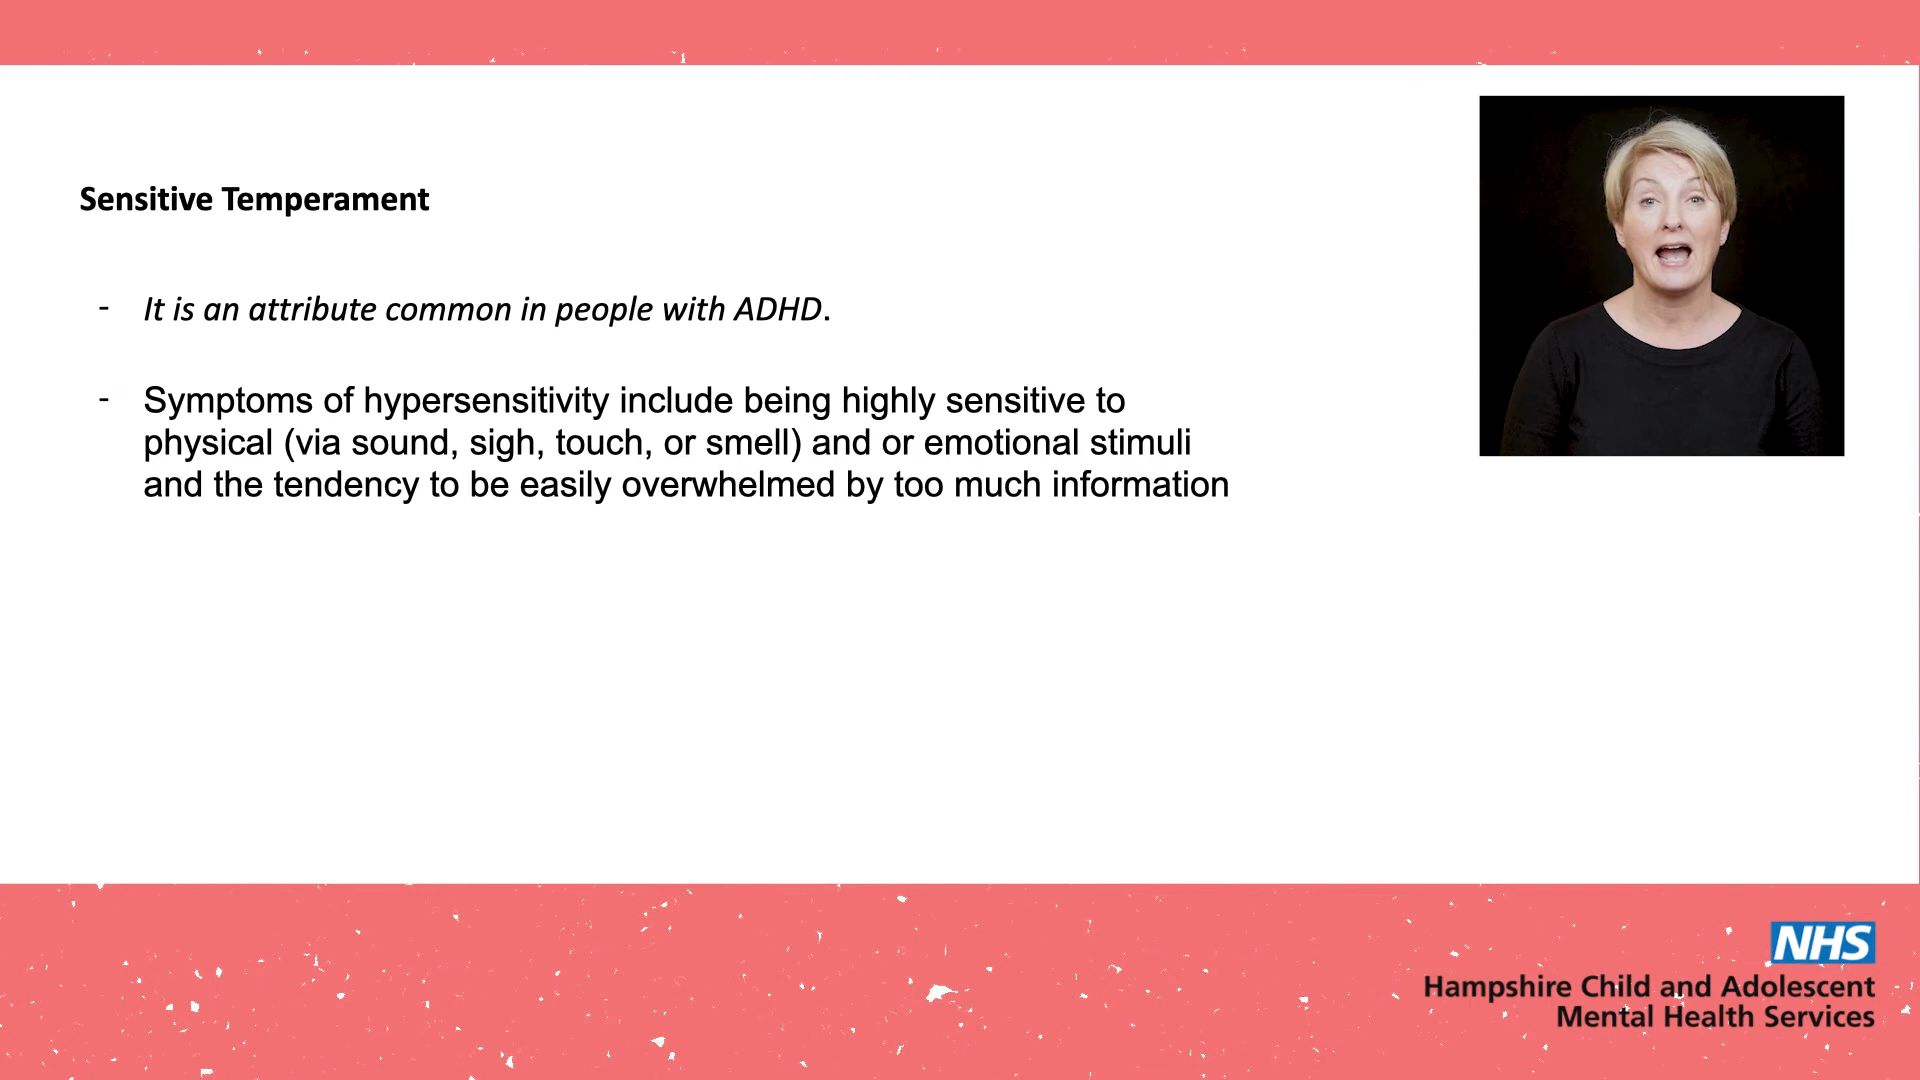 Sensitive Temperament
- It is an attribute common in people with ADHD.
- Symptoms of hypersensitivity include being highly sensitive to
physical (via sound, sigh, touch, or smell) and or emotional stimuli
and the tendency to be easily overwhelmed by too much information
NHS
Hampshire Child and Adolescent
Mental Health Services